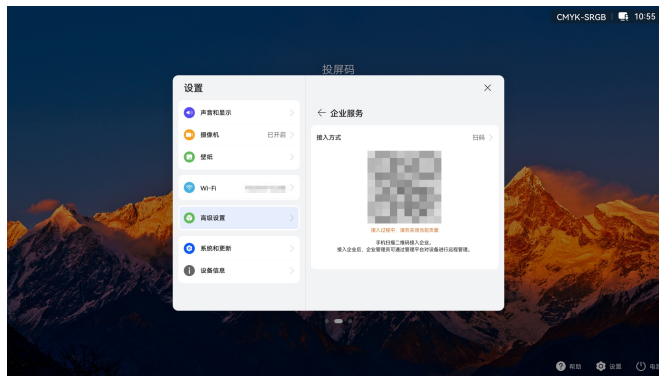 CMYK-SRGB 10:55
投屏码
设置
声音和显示
摄像机 已开启
壁纸
Wi-Fi
高级设置
系统和更新
设备信息
企业服务
接入方式 扫码
接入过程中，请勿关闭当前页面
手机扫描二维码接入企业。
接入企业后，企业管理员可通过管理平台对设备进行远程管理。
帮助 设置